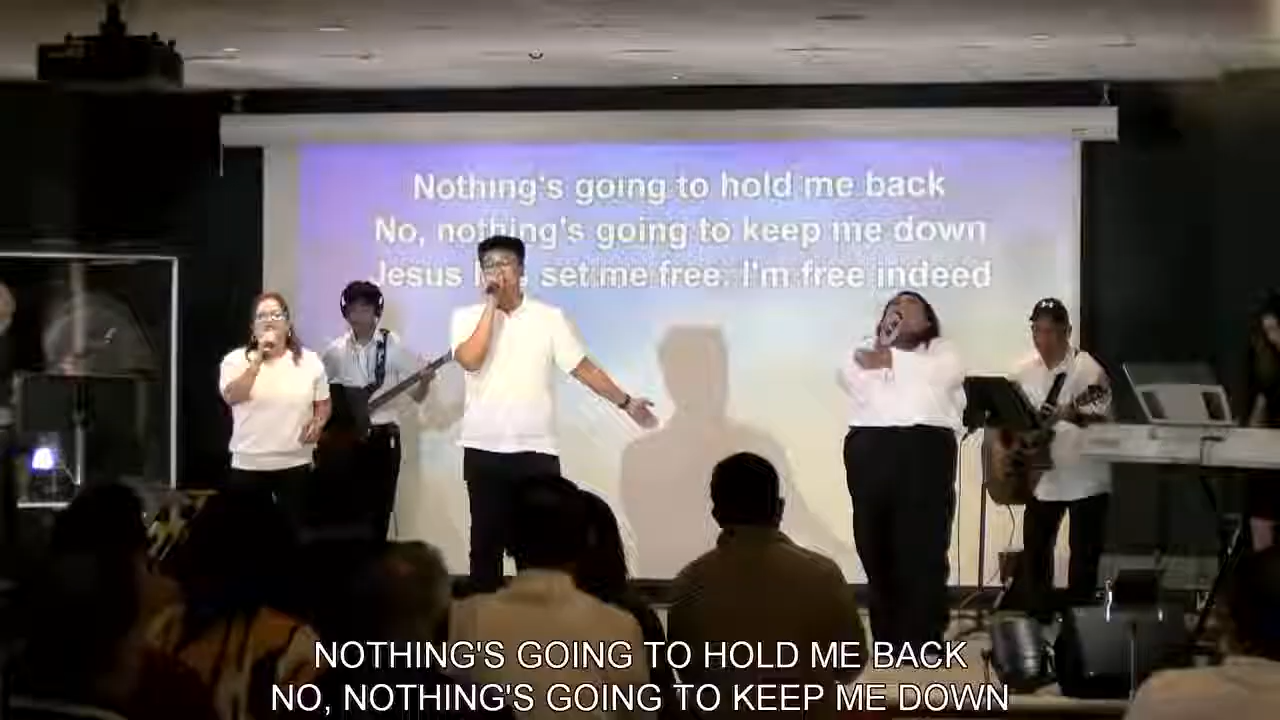 Nothing's going to hold me back
No, nothing's going to keep me down
Jesus set me free. I'm free indeed
NOTHING'S GOING TO HOLD ME BACK
NO, NOTHING'S GOING TO KEEP ME DOWN